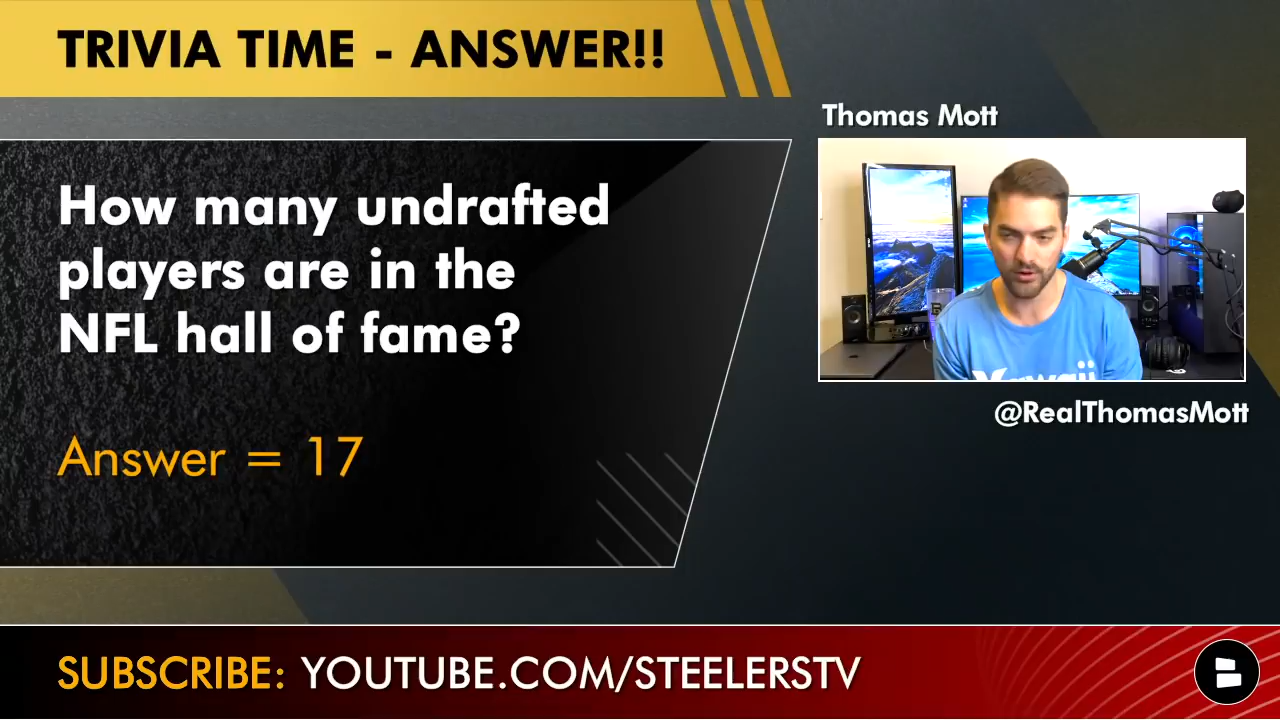 TRIVIA TIME - ANSWER!!
Thomas Mott
How many undrafted
players are in the
NFL hall of fame?
Answer = 17
@RealThomasMott
SUBSCRIBE: YOUTUBE.COM/STEELERSTV